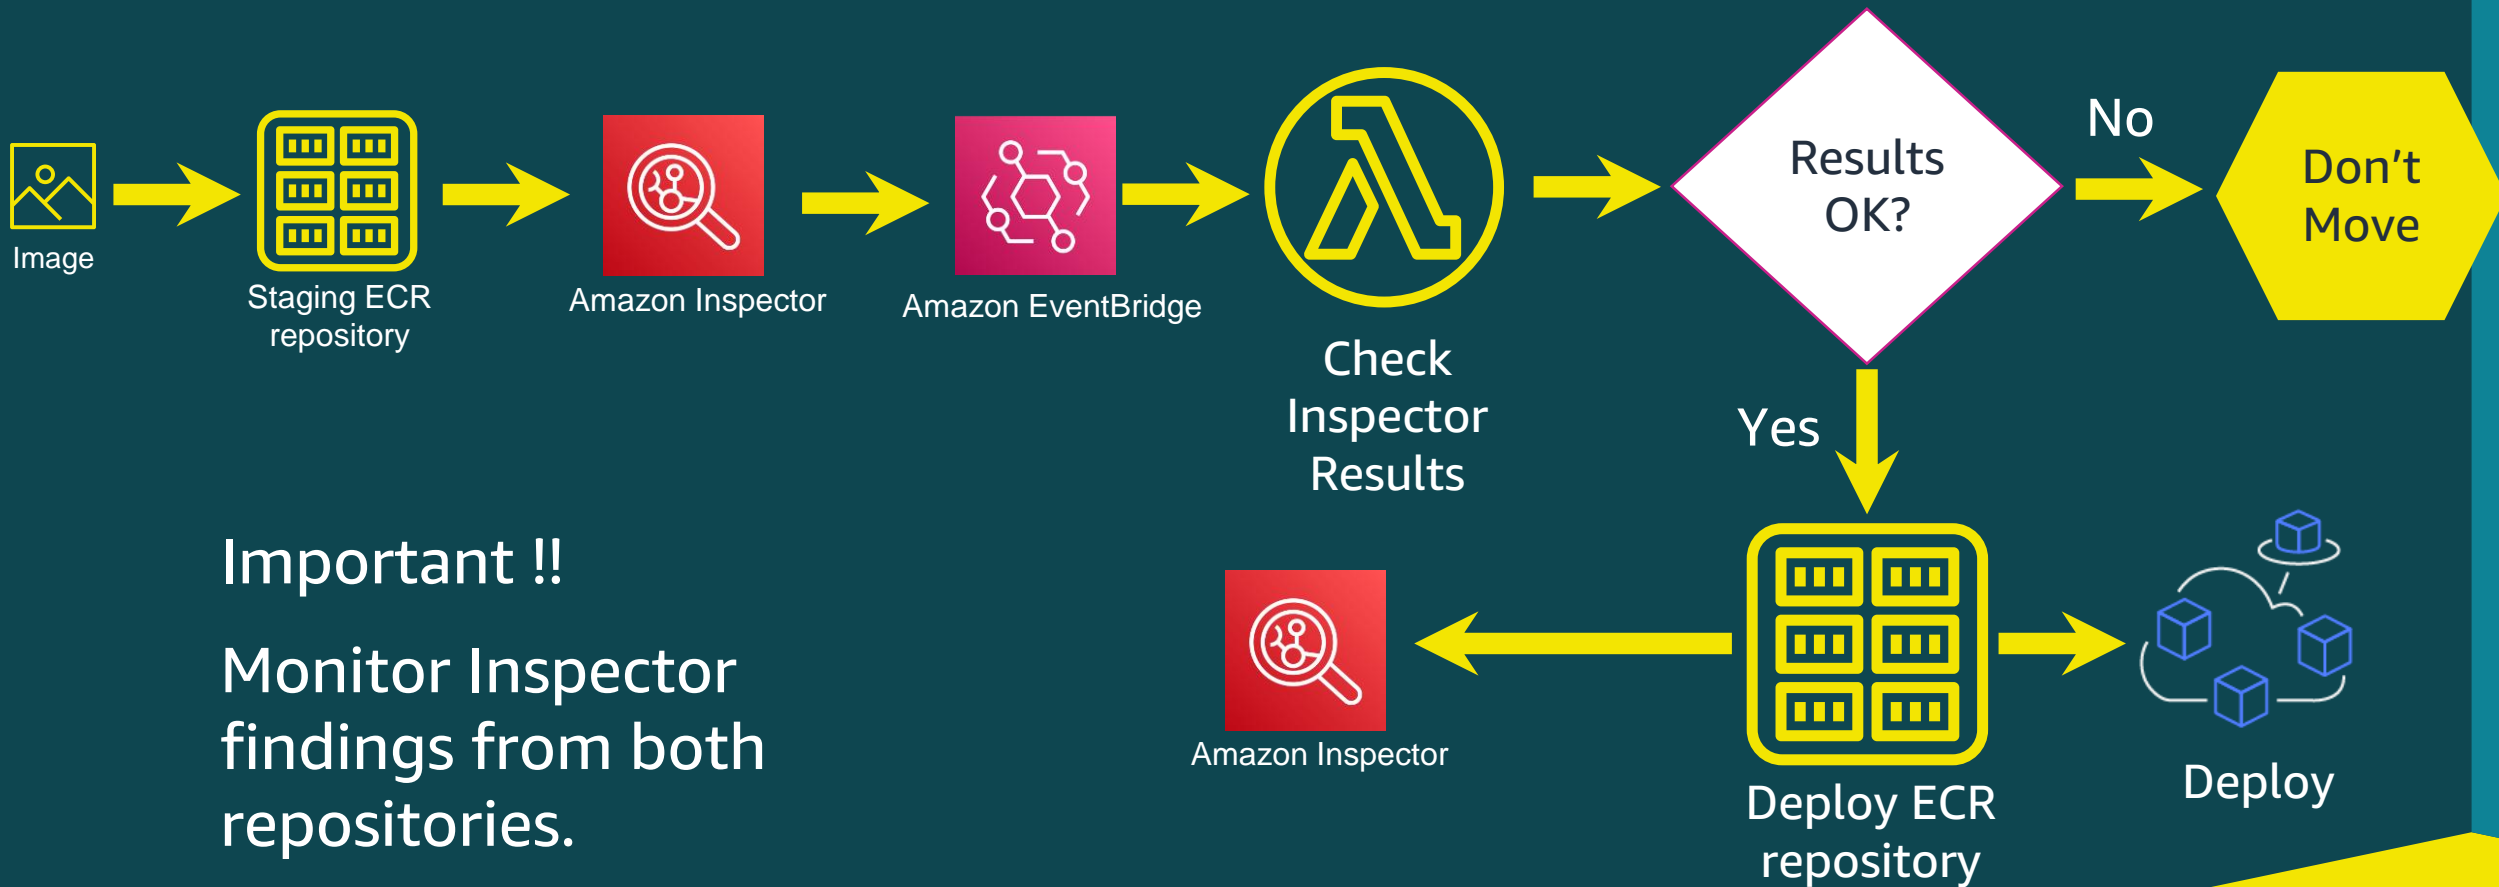 Image
Staging ECR
repository
Amazon Inspector
Amazon EventBridge
Check
Inspector
Results
Results
OK?
No
Don't
Move
Yes
Important !!
Monitor Inspector
findings from both
repositories.
Amazon Inspector
Deploy ECR
repository
Deploy